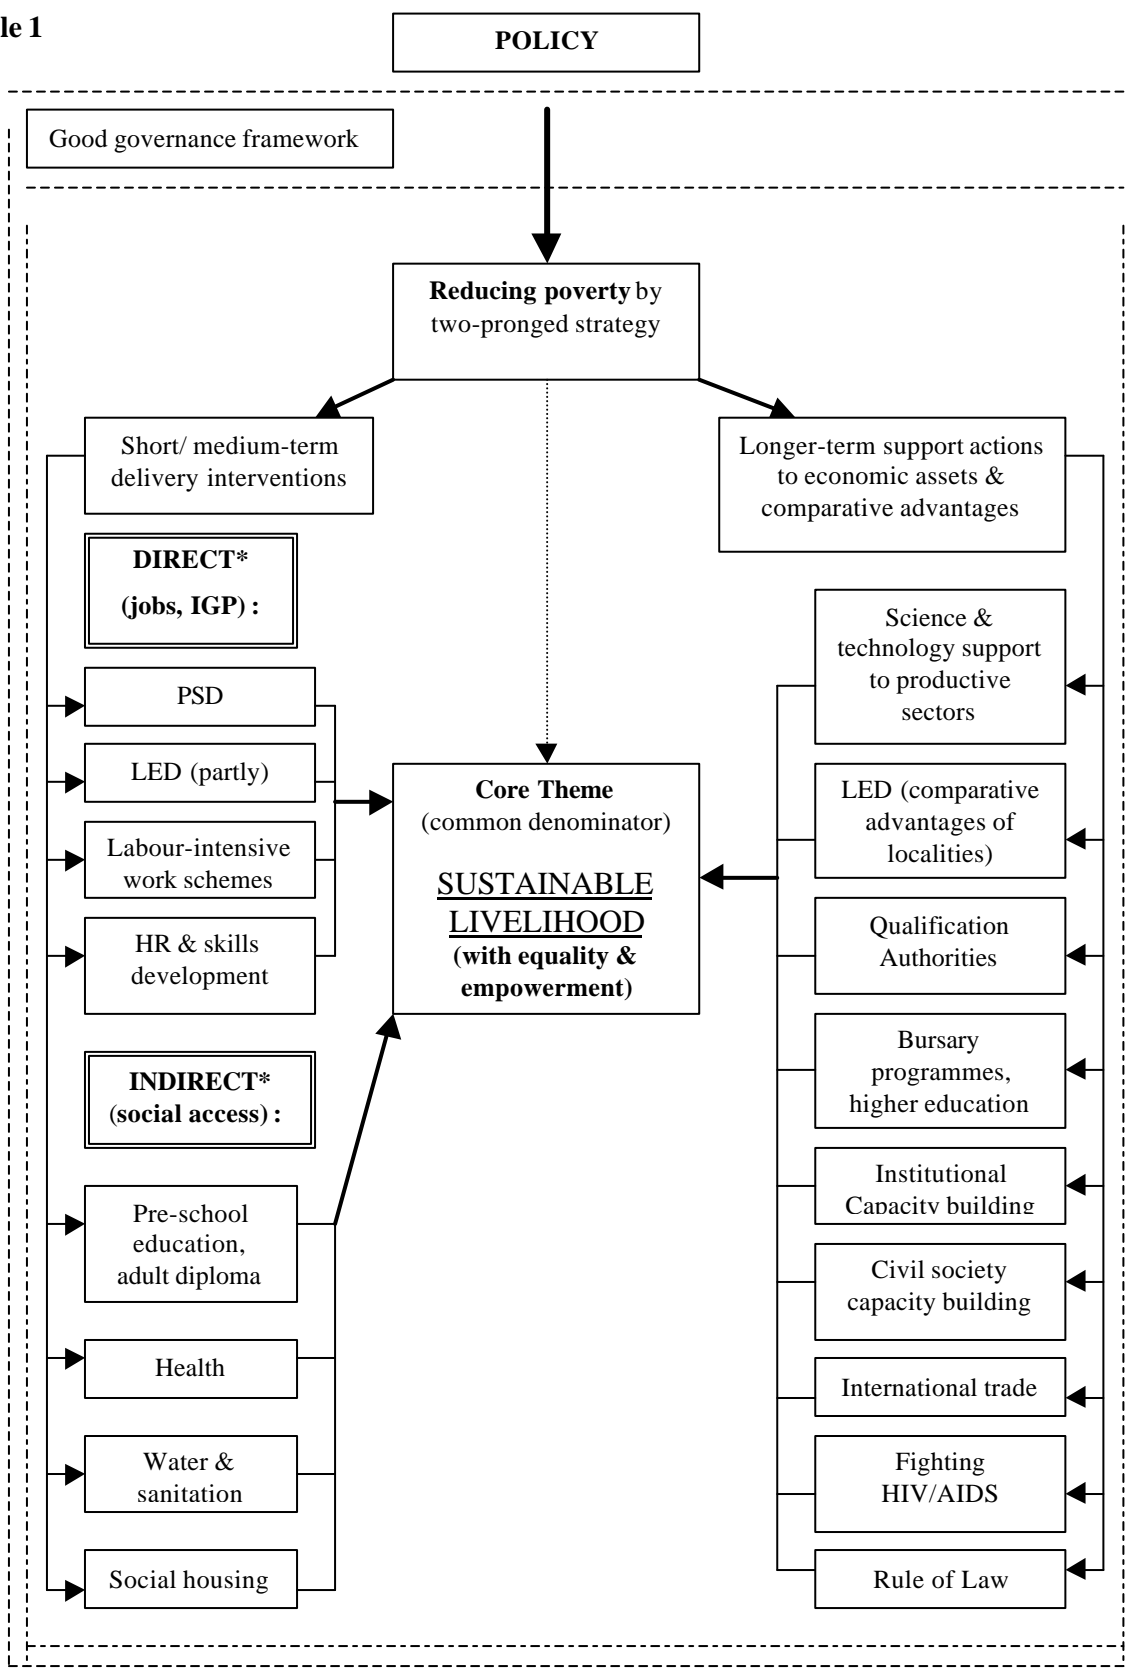 le 1
POLICY
Good governance framework
Reducing poverty by
two-pronged strategy
Short/ medium-term
delivery interventions
Longer-term support actions
to economic assets &
comparative advantages
DIRECT*
(jobs, IGP) :
PSD
LED (partly)
Labour-intensive
work schemes
HR & skills
development
INDIRECT*
(social access) :
Pre-school
education,
adult diploma
Health
Water &
sanitation
Social housing
Core Theme
(common denominator)
SUSTAINABLE
LIVELIHOOD
(with equality &
empowerment)
Science &
technology support
to productive
sectors
LED (comparative
advantages of
localities)
Qualification
Authorities
Bursary
programmes,
higher education
Institutional
Capacity building
Civil society
capacity building
International trade
Fighting
HIV/AIDS
Rule of Law